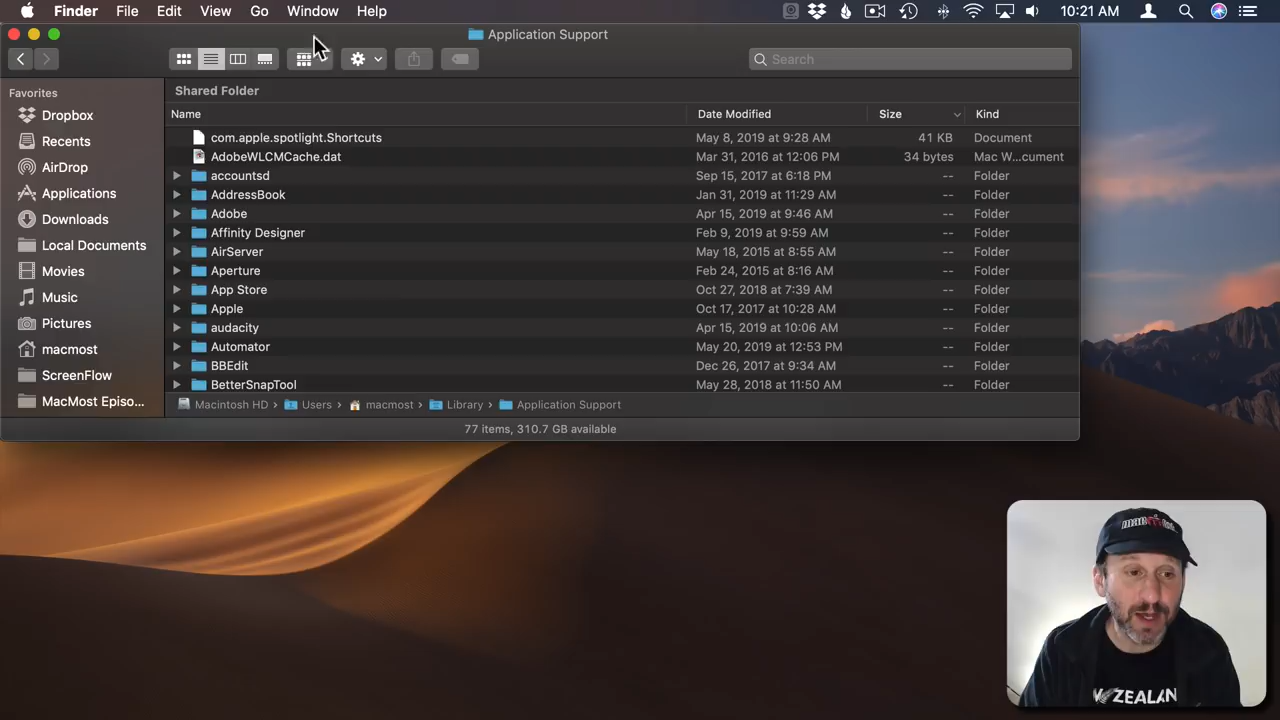 Finder File Edit View Go Window Help 10:21 AM
Application Support
Search
Favorites
Dropbox
Recents
AirDrop
Applications
Downloads
Local Documents
Movies
Music
Pictures
macmost
ScreenFlow
MacMost Episo...
Shared Folder
Name Date Modified Size Kind
com.apple.spotlight.Shortcuts May 8, 2019 at 9:28 AM 41 KB Document
AdobeWLCMCache.dat Mar 31, 2016 at 12:06 PM 34 bytes Mac W...cument
accountsd Sep 15, 2017 at 6:18 PM -- Folder
AddressBook Jan 31, 2019 at 11:29 AM -- Folder
Adobe Apr 15, 2019 at 9:46 AM -- Folder
Affinity Designer Feb 9, 2019 at 9:59 AM -- Folder
AirServer May 18, 2015 at 8:55 AM -- Folder
Aperture Feb 24, 2015 at 8:16 AM -- Folder
App Store Oct 27, 2018 at 7:39 AM -- Folder
Apple Oct 17, 2017 at 10:28 AM -- Folder
audacity Apr 15, 2019 at 10:06 AM -- Folder
Automator May 20, 2019 at 12:53 PM -- Folder
BBEdit Dec 26, 2017 at 9:34 AM -- Folder
BetterSnapTool May 28, 2018 at 11:50 AM -- Folder
Macintosh HD › Users › macmost › Library › Application Support
77 items, 310.7 GB available
ZEALAN